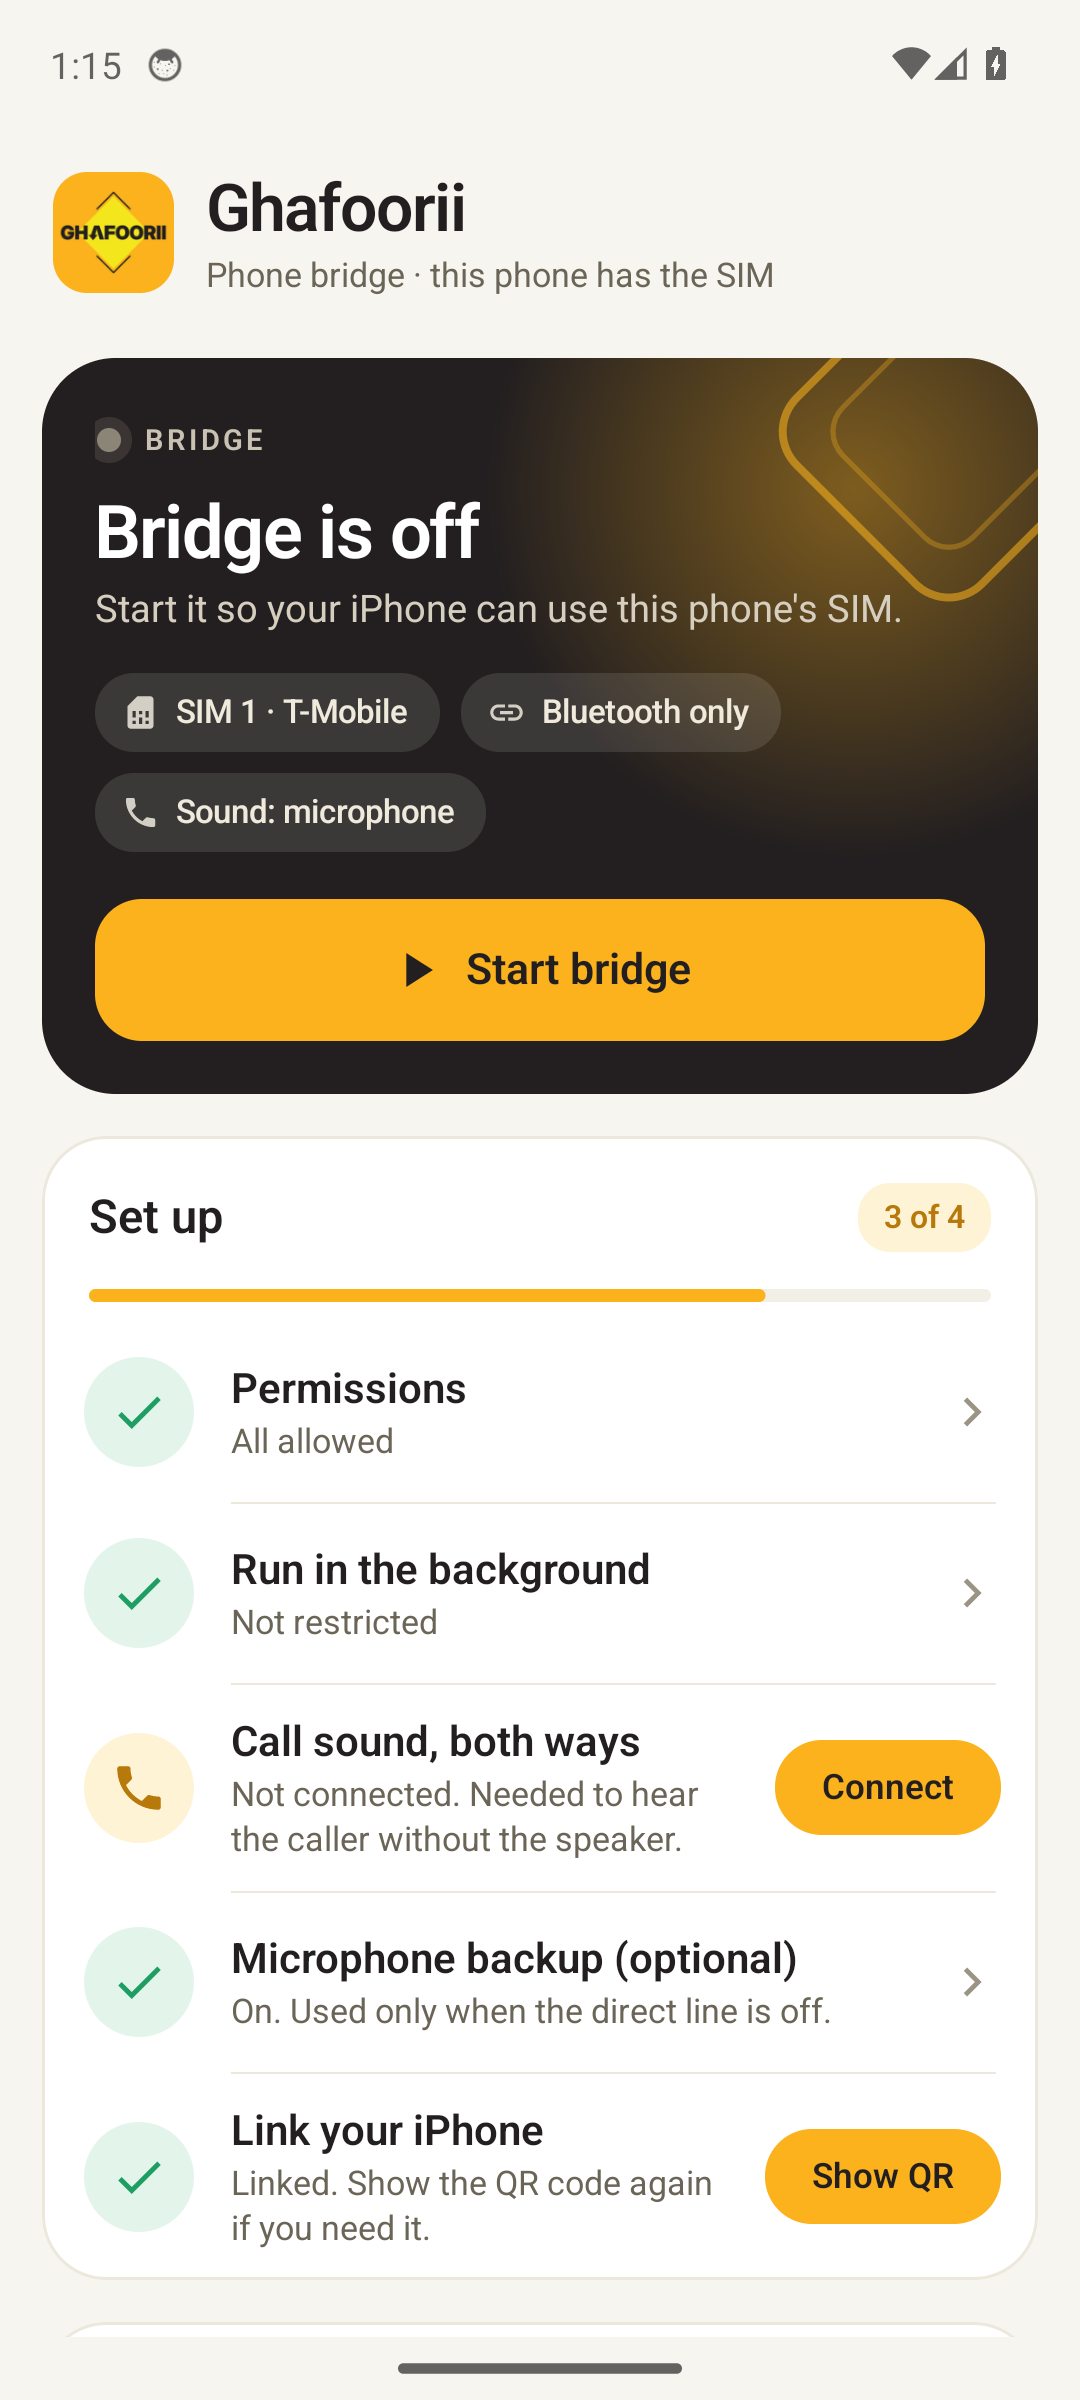 1:15
GHAFOORII
Ghafoorii
Phone bridge · this phone has the SIM
BRIDGE
Bridge is off
Start it so your iPhone can use this phone's SIM.
SIM 1 · T-Mobile
Bluetooth only
Sound: microphone
Start bridge
Set up
3 of 4
Permissions
All allowed
Run in the background
Not restricted
Call sound, both ways
Not connected. Needed to hear
the caller without the speaker.
Connect
Microphone backup (optional)
On. Used only when the direct line is off.
Link your iPhone
Linked. Show the QR code again
if you need it.
Show QR